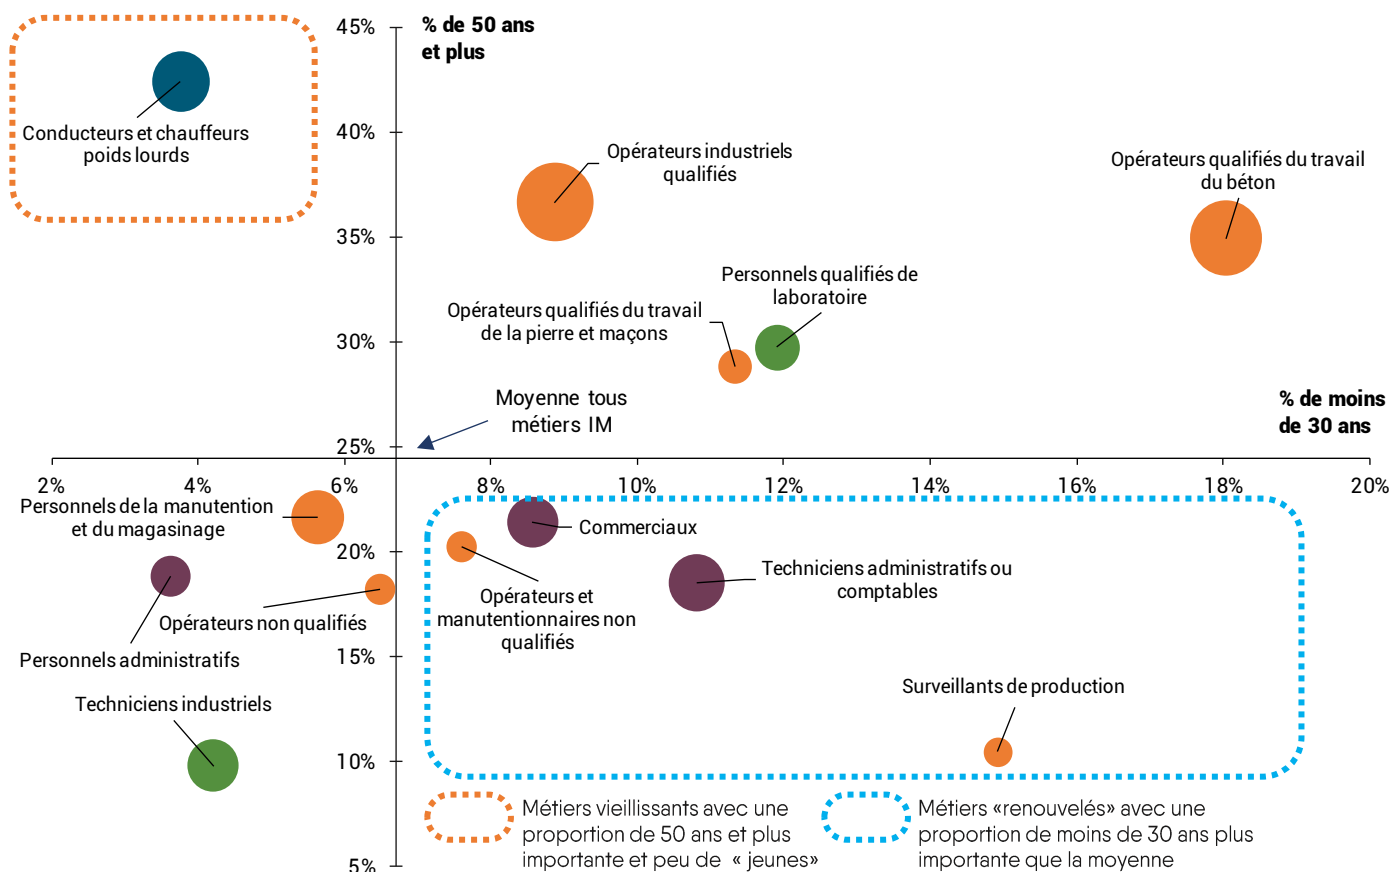 45%
% de 50 ans
et plus
Conducteurs et chauffeurs
poids lourds
40%
Opérateurs industriels
qualifiés
Opérateurs qualifiés du travail
du béton
35%
Personnels qualifiés de
laboratoire
Opérateurs qualifiés du travail
de la pierre et maçons
30%
Moyenne tous
métiers IM
% de moins
de 30 ans
25%
2%
4%
6%
8%
10%
12%
14%
16%
18%
20%
Personnels de la manutention
et du magasinage
Commerciaux
20%
Techniciens administratifs ou
comptables
Opérateurs et
manutentionnaires non
qualifiés
Opérateurs non qualifiés
Personnels administratifs
15%
Surveillants de production
Techniciens industriels
10%
Métiers vieillissants avec une
proportion de 50 ans et plus
importante et peu de « jeunes»
Métiers «renouvelés» avec une
proportion de moins de 30 ans plus
importante que la moyenne
5%